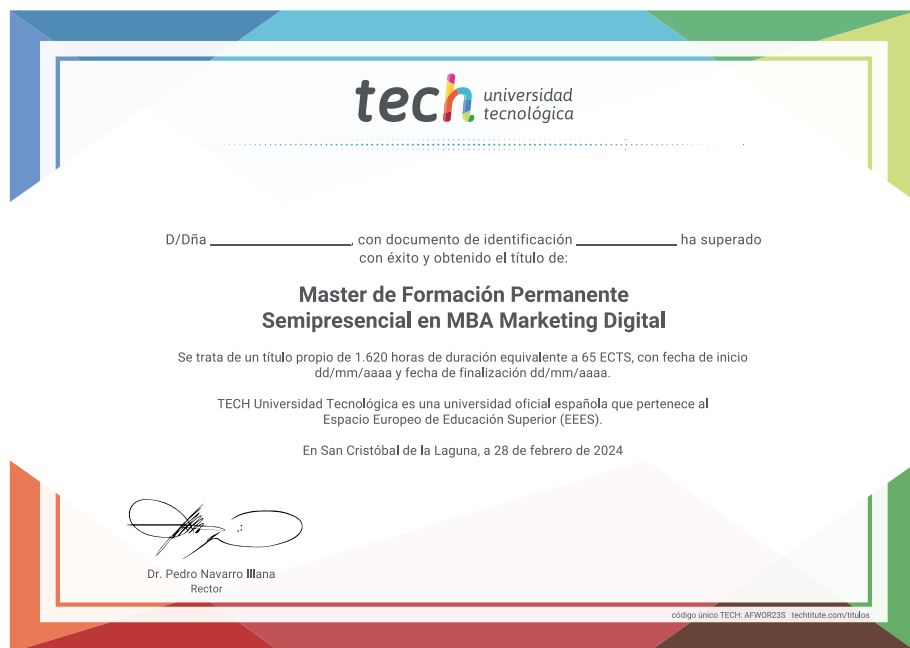 tech universidad
tecnológica
D/Dña ______________, con documento de identificación __________ ha superado
con éxito y obtenido el título de:
Master de Formación Permanente
Semipresencial en MBA Marketing Digital
Se trata de un título propio de 1.620 horas de duración equivalente a 65 ECTS, con fecha de inicio
dd/mm/aaaa y fecha de finalización dd/mm/aaaa.
TECH Universidad Tecnológica es una universidad oficial española que pertenece al
Espacio Europeo de Educación Superior (EEES).
En San Cristóbal de la Laguna, a 28 de febrero de 2024
Dr. Pedro Navarro Illana
Rector
código único TECH: AFWOR23S techtitute.com/titulos